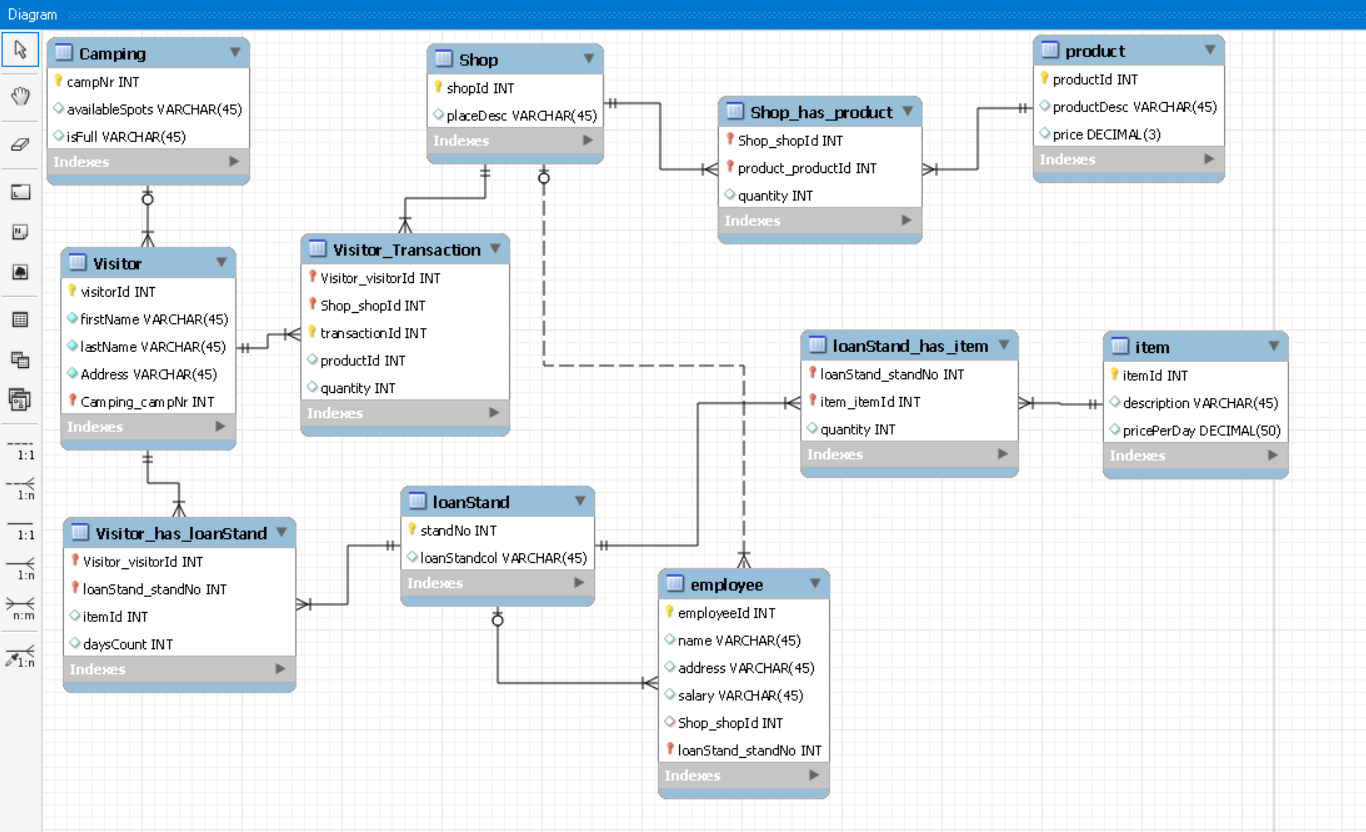 Diagram
Camping
campNr INT
availableSpots VARCHAR(45)
isFull VARCHAR(45)
Indexes
Shop
shopId INT
placeDesc VARCHAR(45)
Indexes
Shop_has_product
Shop_shopId INT
product_productId INT
quantity INT
Indexes
product
productId INT
productDesc VARCHAR(45)
price DECIMAL(3)
Indexes
Visitor
visitorId INT
firstName VARCHAR(45)
lastName VARCHAR(45)
Address VARCHAR(45)
Camping_campNr INT
Indexes
Visitor_Transaction
Visitor_visitorId INT
Shop_shopId INT
transactionId INT
productId INT
quantity INT
Indexes
loanStand_has_item
loanStand_standNo INT
item_itemId INT
quantity INT
Indexes
item
itemId INT
description VARCHAR(45)
pricePerDay DECIMAL(50)
Indexes
Visitor_has_loanStand
Visitor_visitorId INT
loanStand_standNo INT
itemId INT
daysCount INT
Indexes
loanStand
standNo INT
loanStandcol VARCHAR(45)
Indexes
employee
employeeId INT
name VARCHAR(45)
address VARCHAR(45)
salary VARCHAR(45)
Shop_shopId INT
loanStand_standNo INT
Indexes
1:1
1:n
1:1
1:n
n:m
1:n